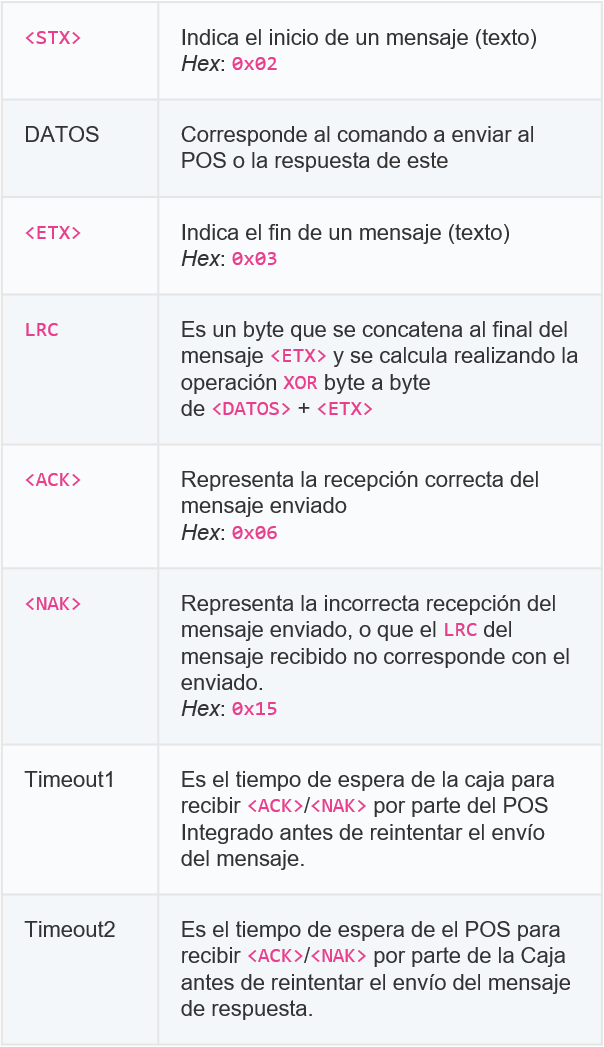 <STX>
Indica el inicio de un mensaje (texto)
Hex: 0x02
DATOS
Corresponde al comando a enviar al
POS o la respuesta de este
<ETX>
Indica el fin de un mensaje (texto)
Hex: 0x03
LRC
Es un byte que se concatena al final del
mensaje <ETX> y se calcula realizando la
operación XOR byte a byte
de <DATOS> + <ETX>
<ACK>
Representa la recepción correcta del
mensaje enviado
Hex: 0x06
<NAK>
Representa la incorrecta recepción del
mensaje enviado, o que el LRC del
mensaje recibido no corresponde con el
enviado.
Hex: 0x15
Timeout1
Es el tiempo de espera de la caja para
recibir <ACK>/<NAK> por parte del POS
Integrado antes de reintentar el envío
del mensaje.
Timeout2
Es el tiempo de espera de el POS para
recibir <ACK>/<NAK> por parte de la Caja
antes de reintentar el envío del mensaje
de respuesta.